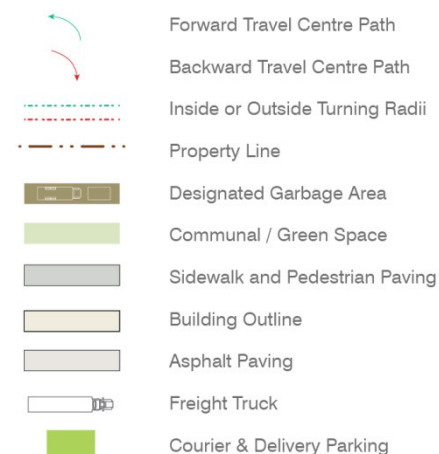 Forward Travel Centre Path
Backward Travel Centre Path
Inside or Outside Turning Radii
Property Line
Designated Garbage Area
Communal / Green Space
Sidewalk and Pedestrian Paving
Building Outline
Asphalt Paving
Freight Truck
Courier & Delivery Parking